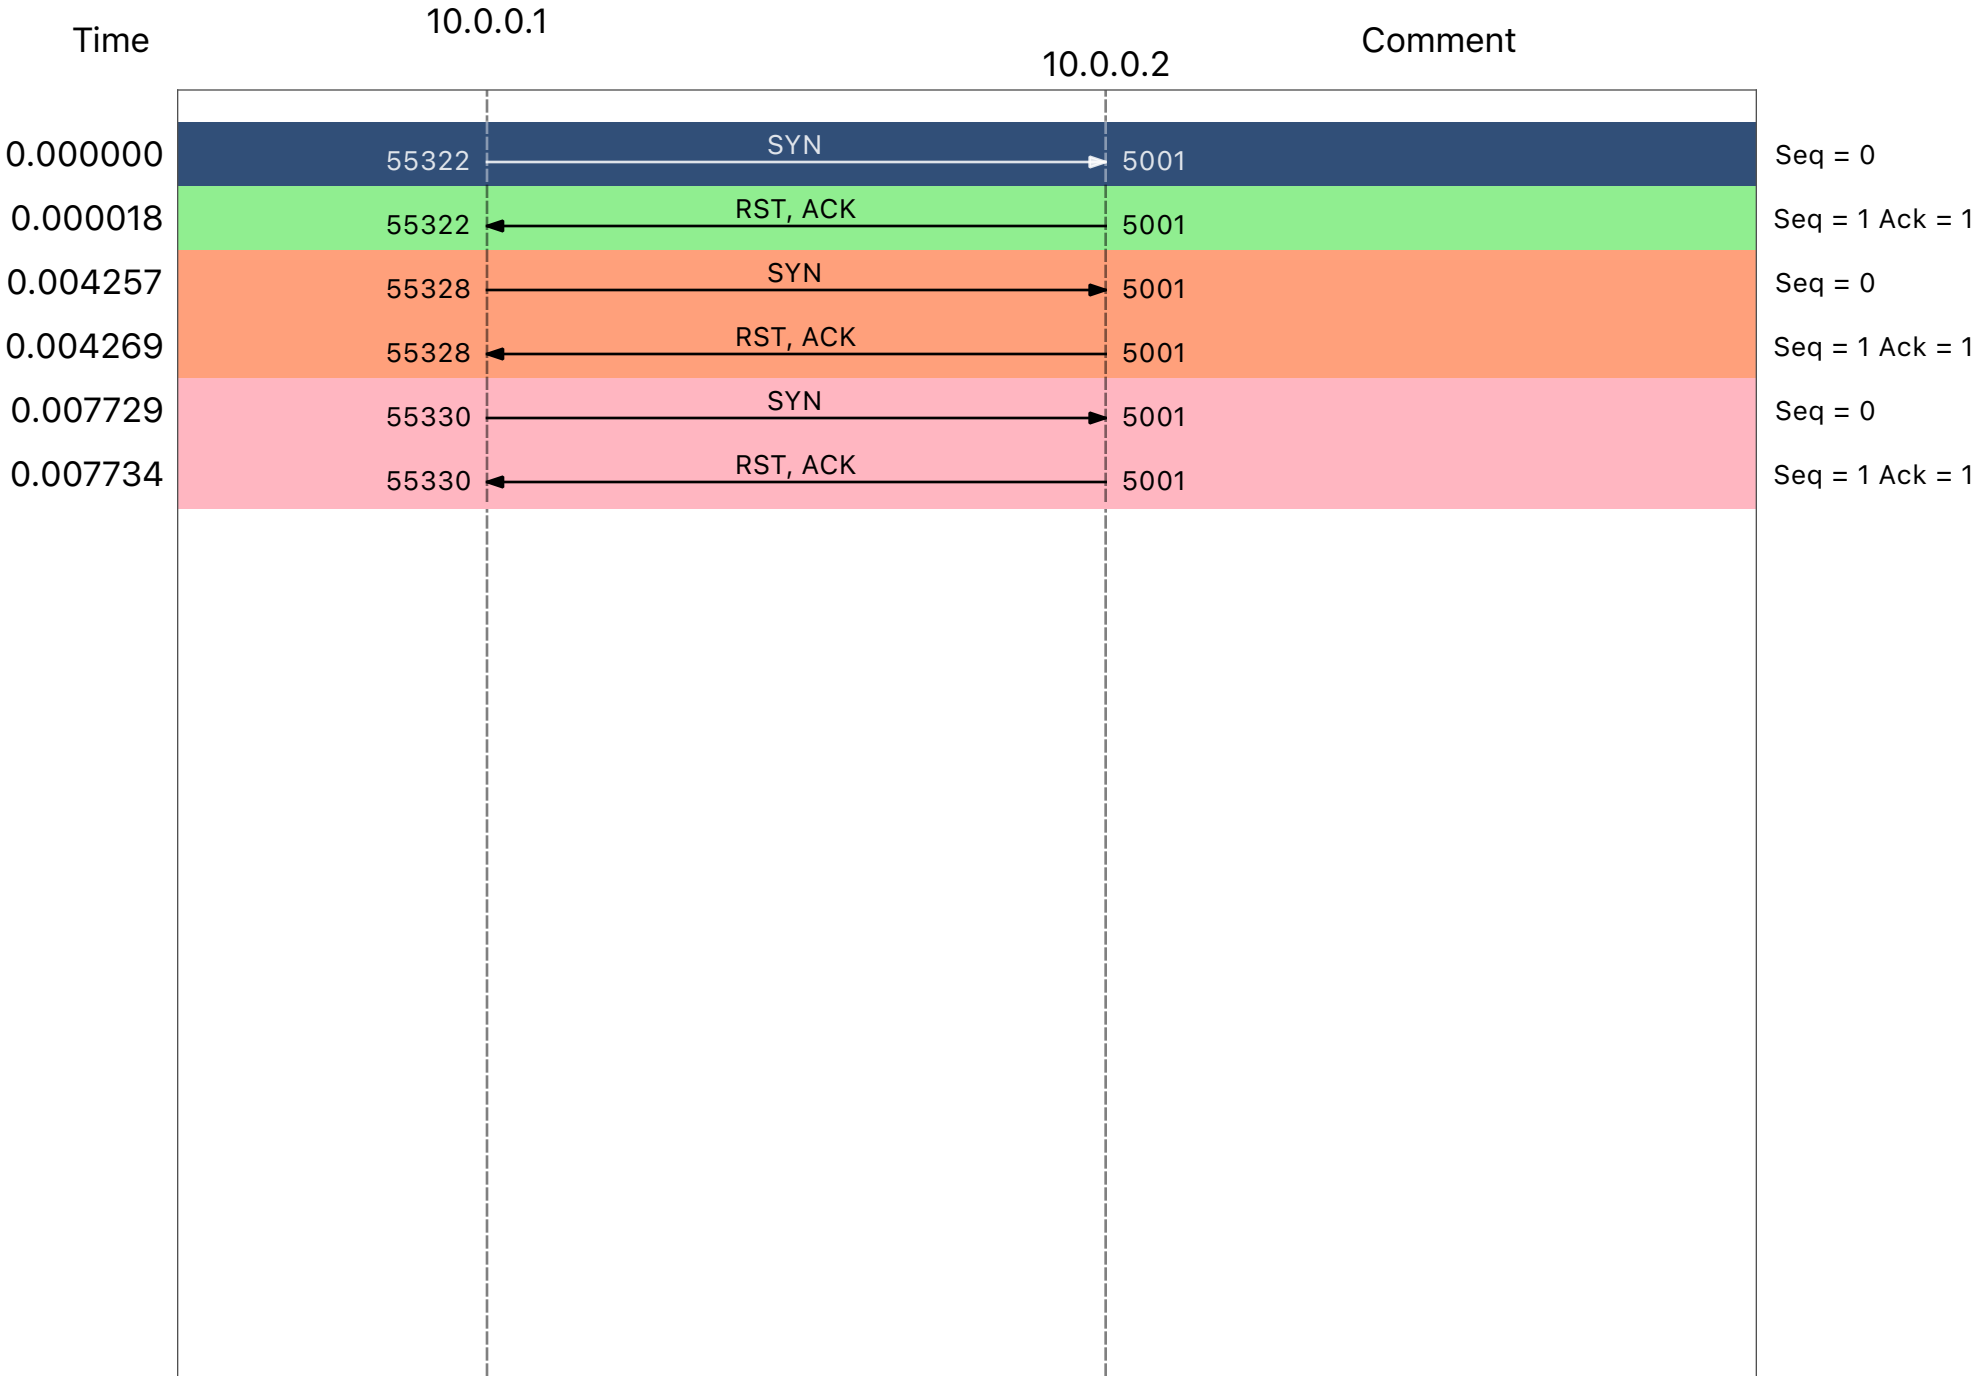 Time 10.0.0.1 10.0.0.2 Comment
0.000000 55322 SYN 5001 Seq = 0
0.000018 55322 RST, ACK 5001 Seq = 1 Ack = 1
0.004257 55328 SYN 5001 Seq = 0
0.004269 55328 RST, ACK 5001 Seq = 1 Ack = 1
0.007729 55330 SYN 5001 Seq = 0
0.007734 55330 RST, ACK 5001 Seq = 1 Ack = 1